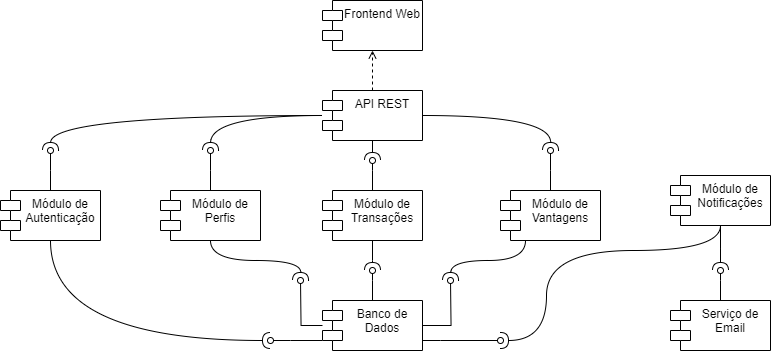 Frontend Web
API REST
Módulo de
Autenticação
Módulo de
Perfis
Módulo de
Transações
Módulo de
Vantagens
Módulo de
Notificações
Banco de
Dados
Serviço de
Email